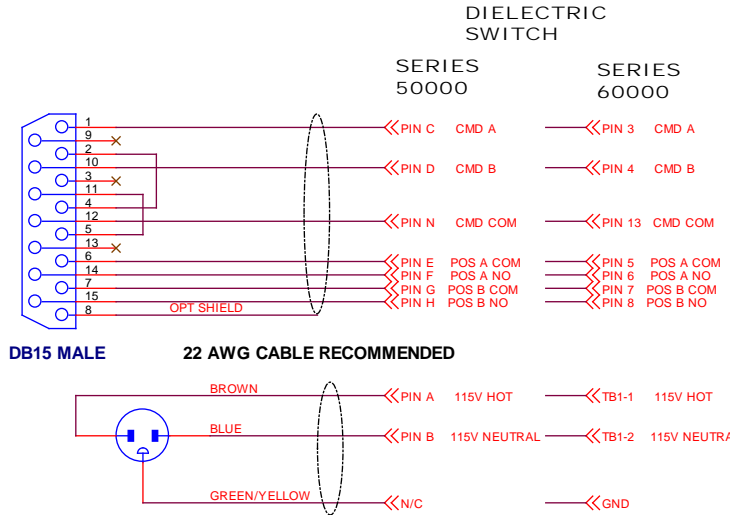 DIELECTRIC
SWITCH
SERIES
50000
SERIES
60000
1
9
2
10
3
11
4
12
5
13
6
14
7
15
8
PIN C CMD A
PIN 3 CMD A
PIN D CMD B
PIN 4 CMD B
PIN N CMD COM
PIN 13 CMD COM
PIN E POS A COM
PIN 5 POS A COM
PIN F POS A NO
PIN 6 POS A NO
PIN G POS B COM
PIN 7 POS B COM
PIN H POS B NO
PIN 8 POS B NO
OPT SHIELD
DB15 MALE
22 AWG CABLE RECOMMENDED
BROWN
PIN A 115V HOT
TB1-1 115V HOT
BLUE
PIN B 115V NEUTRAL
TB1-2 115V NEUTRA
GREEN/YELLOW
N/C
GND